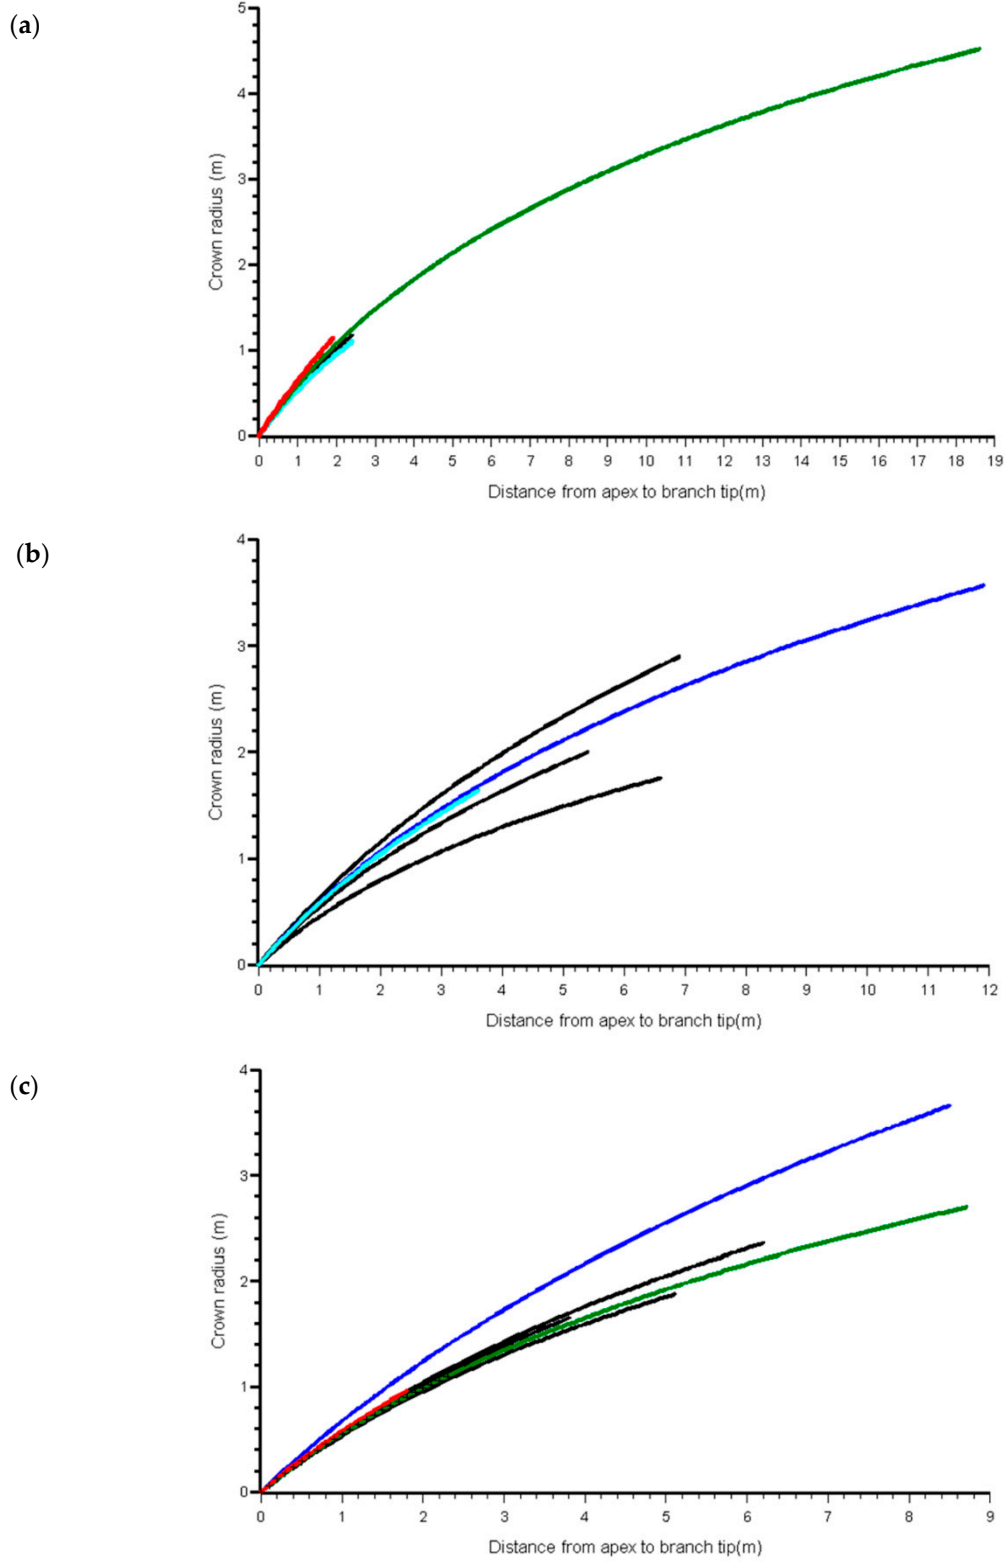 (a)
5
4
3
2
1
0
Crown radius (m)
0 1 2 3 4 5 6 7 8 9 10 11 12 13 14 15 16 17 18 19
Distance from apex to branch tip(m)
(b)
4
3
2
1
0
Crown radius (m)
0 1 2 3 4 5 6 7 8 9 10 11 12
Distance from apex to branch tip(m)
(c)
4
3
2
1
0
Crown radius (m)
0 1 2 3 4 5 6 7 8 9
Distance from apex to branch tip(m)